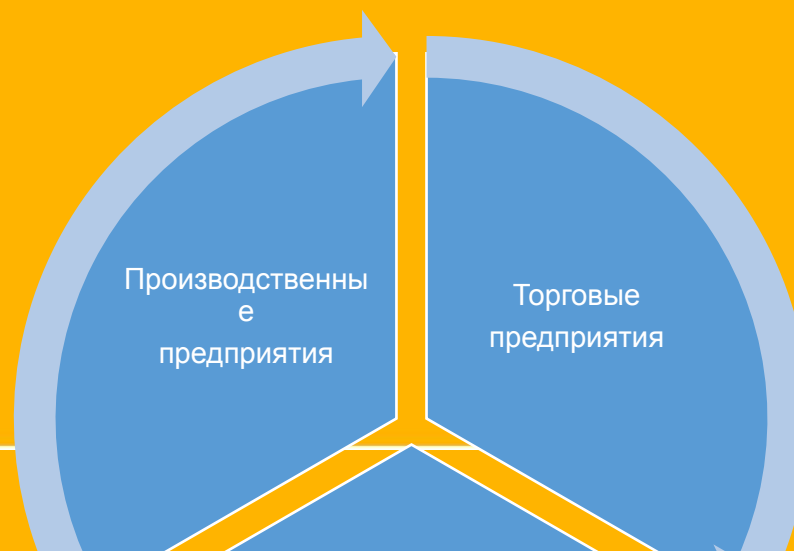 Производственны
е
предприятия
Торговые
предприятия